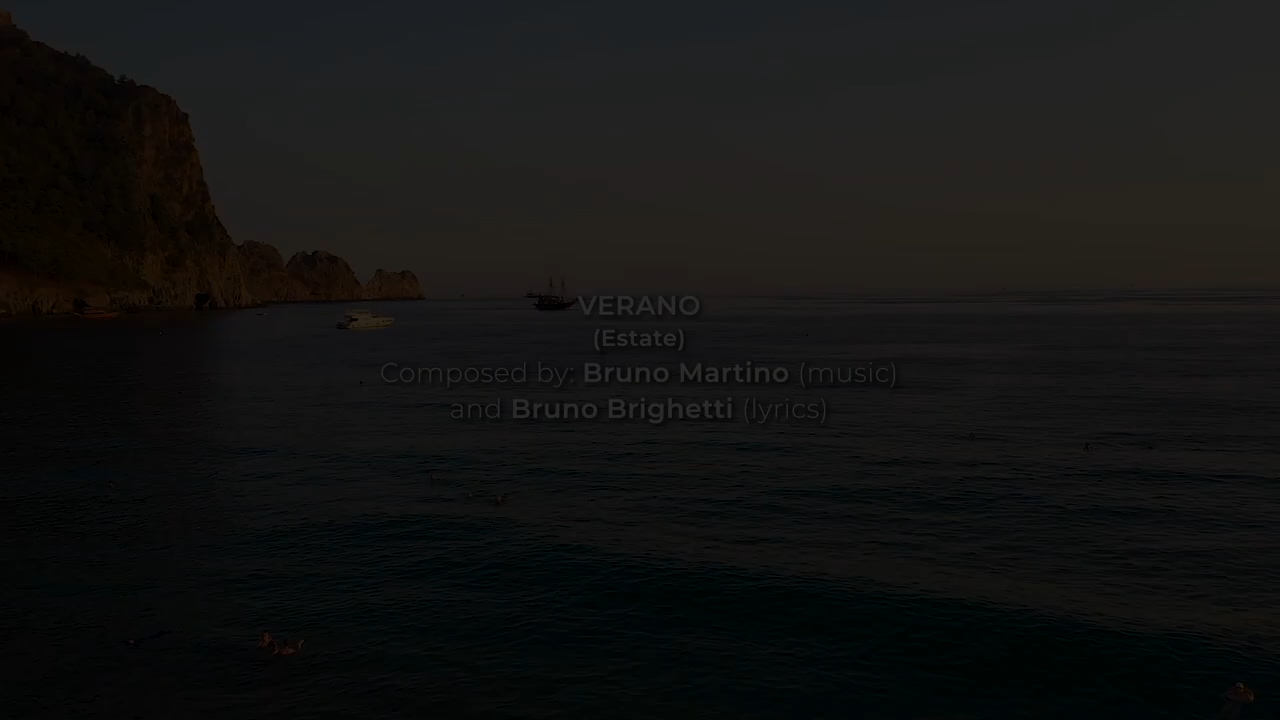 VERANO
(Estate)
Composed by: Bruno Martino (music)
and Bruno Brighetti (lyrics)